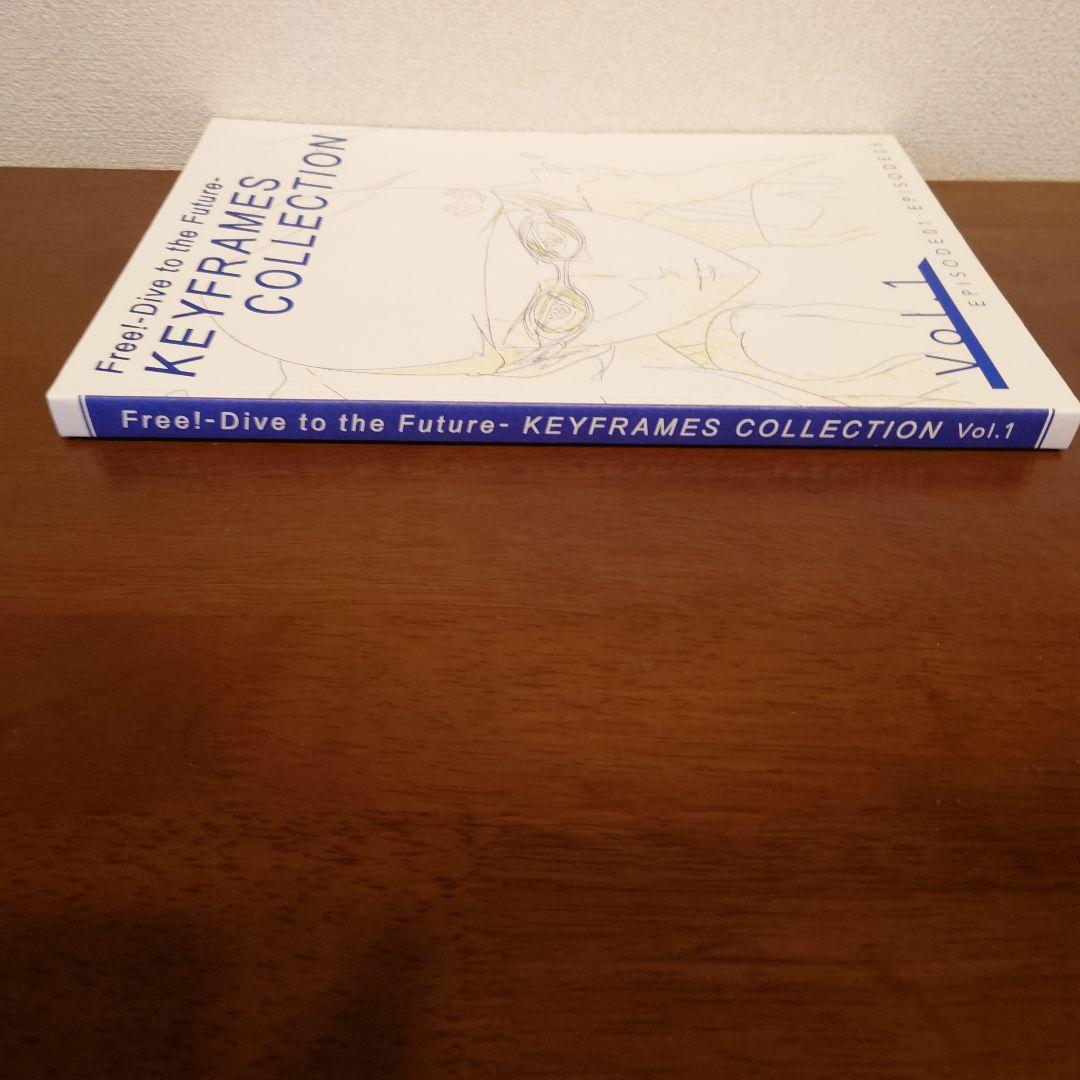 Free!-Dive to the Future-
KEYFRAMES
COLLECTION
Vol.1
EPISODE01-EPISODE06
Free!-Dive to the Future- KEYFRAMES COLLECTION Vol.1